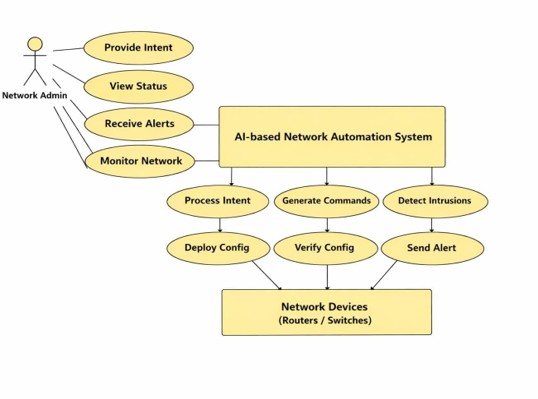 Provide Intent
View Status
Network Admin
Receive Alerts
AI-based Network Automation System
Monitor Network
Process Intent
Generate Commands
Detect Intrusions
Deploy Config
Verify Config
Send Alert
Network Devices
(Routers / Switches)